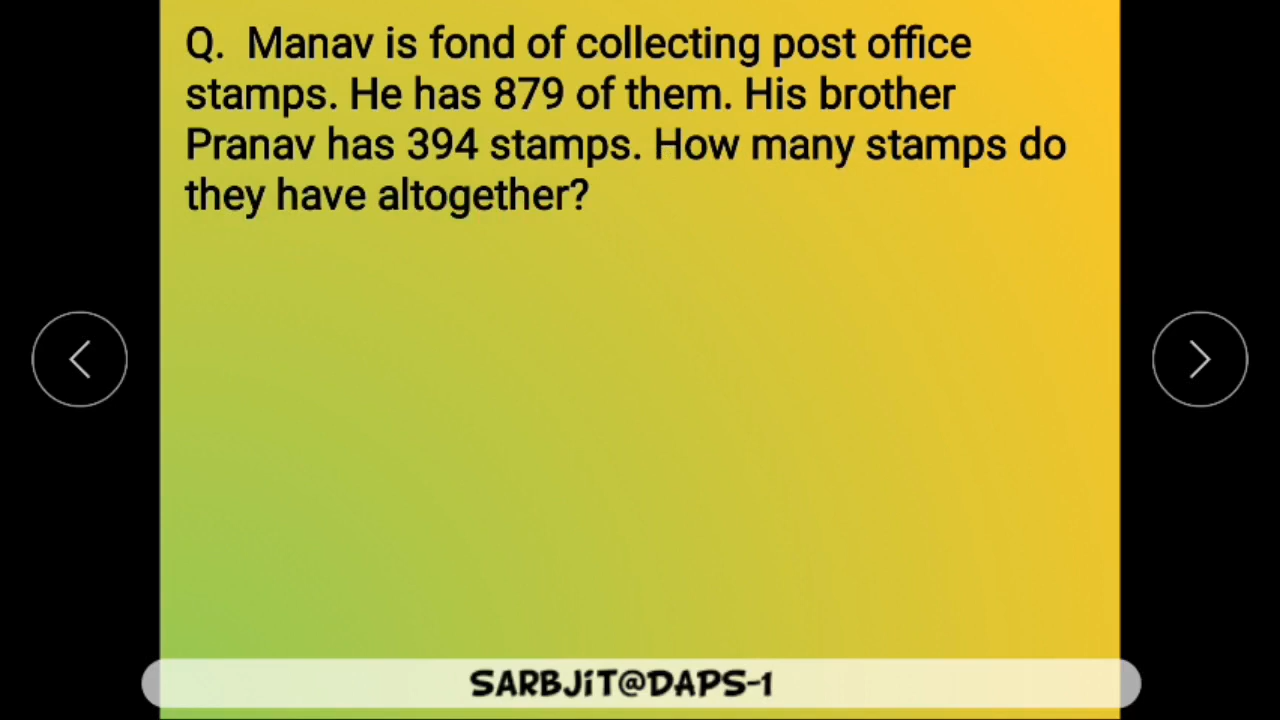 Q.  Manav is fond of collecting post office
stamps. He has 879 of them. His brother
Pranav has 394 stamps. How many stamps do
they have altogether?
SARBJiT@DAPS-1